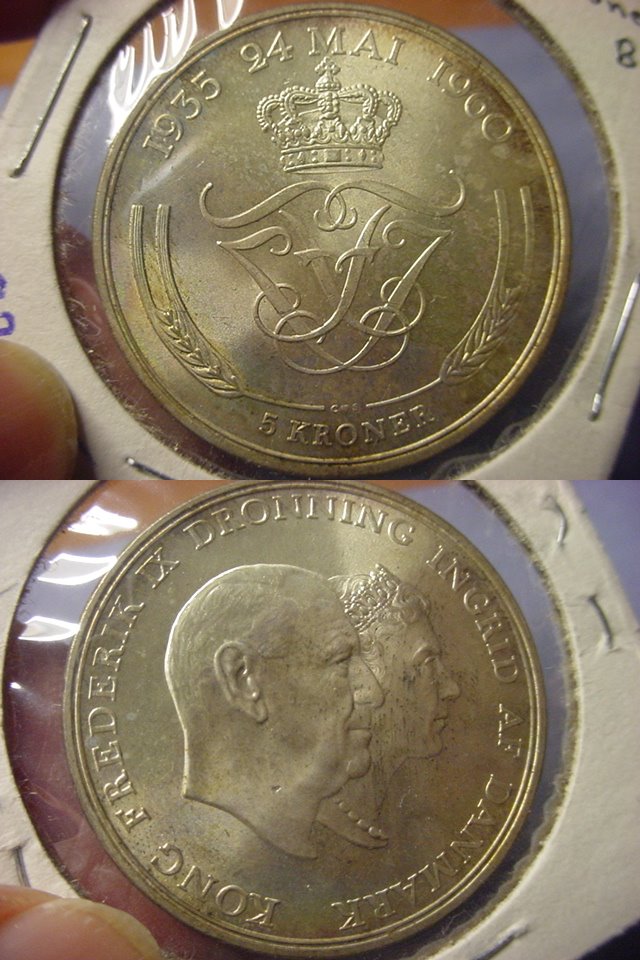 1935 24 MAI 1960
C♥S
5 KRONER
KONG FREDERIK IX DRONNING INGRID AF DANMARK